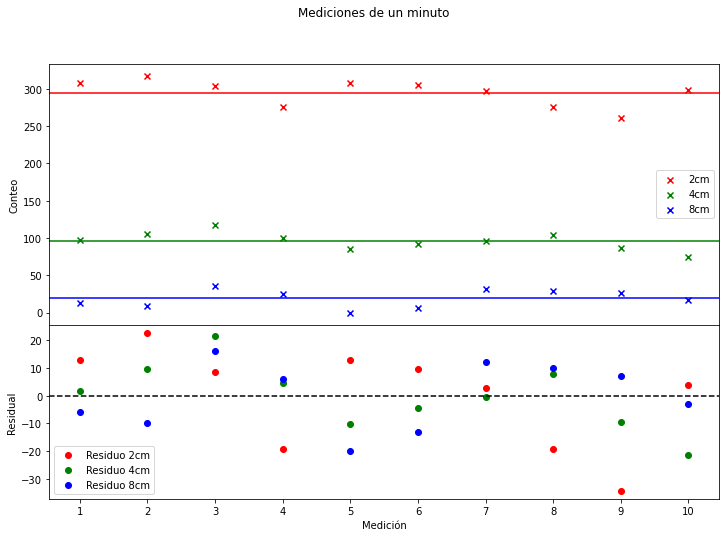 Mediciones de un minuto
300
250
200
150
100
50
0
Conteo
2cm
4cm
8cm
20
10
0
−10
−20
−30
Residual
Residuo 2cm
Residuo 4cm
Residuo 8cm
1 2 3 4 5 6 7 8 9 10
Medición